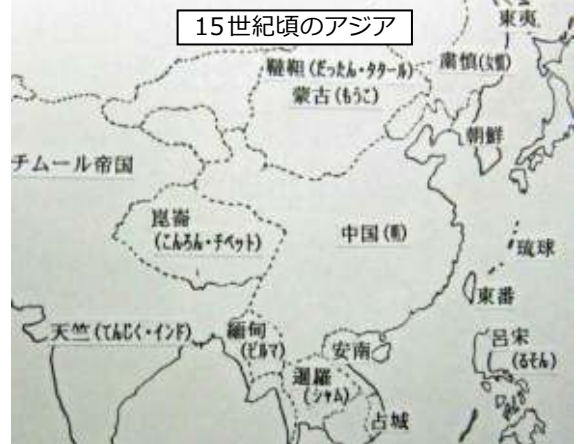 15世紀頃のアジア
東夷
韃靼(だったん・タタール)
蒙古(もうこ)
粛慎(女真)
朝鮮
チムール帝国
崑崙
(こんろん・チベット)
中国(明)
琉球
東番
天竺(てんじく・インド)
緬甸
(ビルマ)
安南
呂宋
(るそん)
暹羅
(シャム)
占城